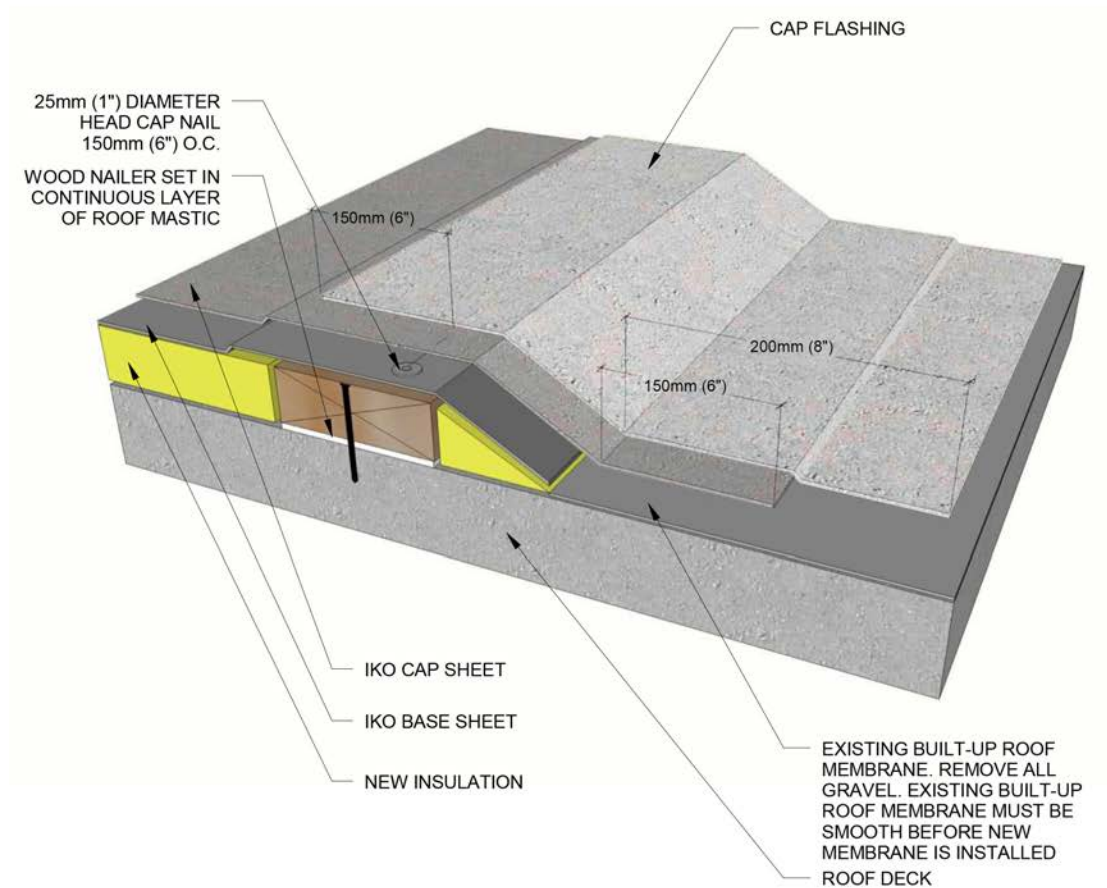 CAP FLASHING
25mm (1") DIAMETER
HEAD CAP NAIL
150mm (6") O.C.
WOOD NAILER SET IN
CONTINUOUS LAYER
OF ROOF MASTIC
150mm (6")
200mm (8")
150mm (6")
IKO CAP SHEET
IKO BASE SHEET
NEW INSULATION
EXISTING BUILT-UP ROOF
MEMBRANE. REMOVE ALL
GRAVEL. EXISTING BUILT-UP
ROOF MEMBRANE MUST BE
SMOOTH BEFORE NEW
MEMBRANE IS INSTALLED
ROOF DECK